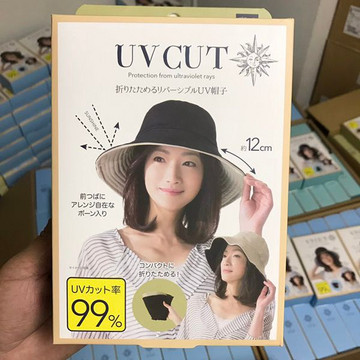 UV CUT
Protection from ultraviolet rays
折りたためるリバーシブルUV帽子
約12cm
前つばに
アレンジ自在な
ボーン入り
コンパクトに
折りたためる!
UVカット率
99%